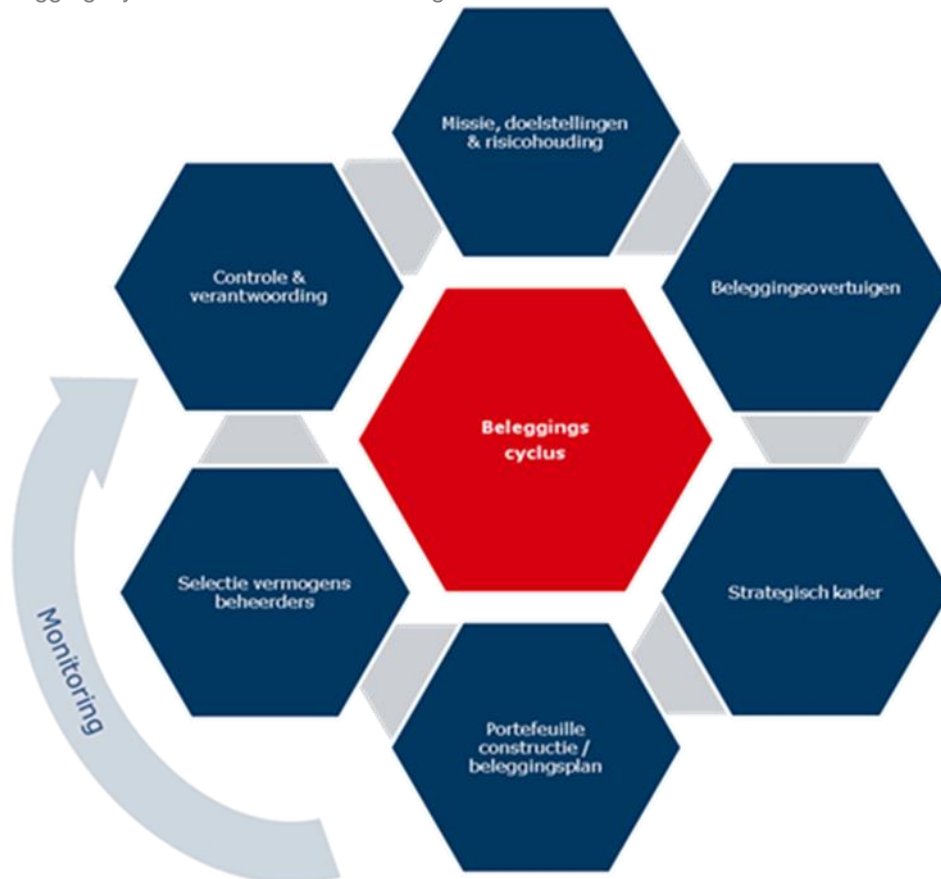 Missie, doelstellingen
& risicohouding
Controle &
verantwoording
Beleggingsovertuigen
Beleggings
cyclus
Selectie vermogens
beheerders
Strategisch kader
Monitoring
Portefeuille
constructie /
beleggingsplan